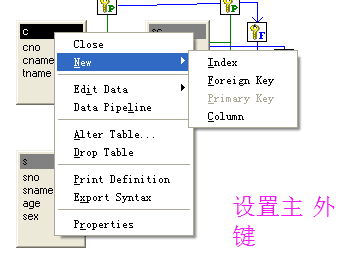 c
cno
cname
tname
sc
P
P
F
Close
New
Edit Data
Data Pipeline
Alter Table...
Drop Table
Print Definition
Export Syntax
Properties
Index
Foreign Key
Primary Key
Column
s
sno
sname
age
sex
设置主 外
键